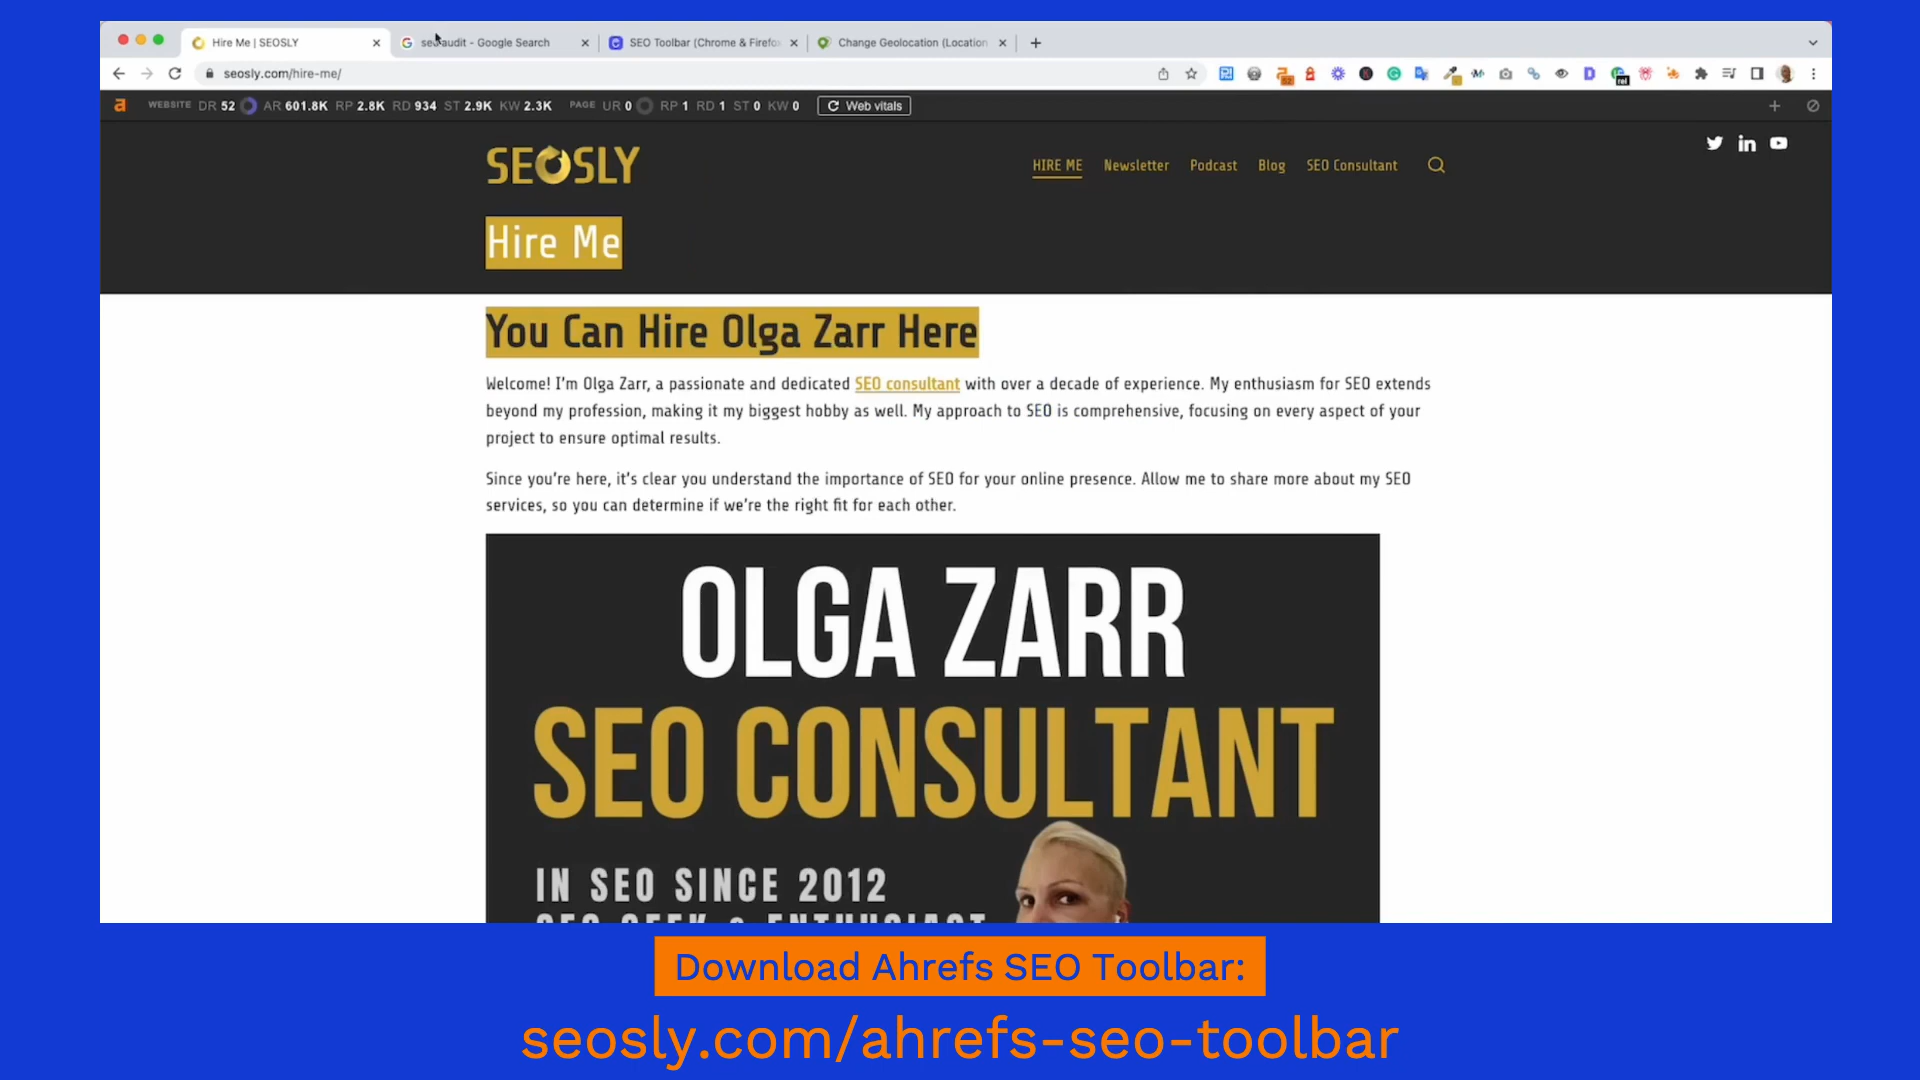 Hire Me | SEOSLY
seo audit - Google Search
SEO Toolbar (Chrome & Firefo
Change Geolocation (Location
seosly.com/hire-me/
WEBSITE DR 52 AR 601.8K RP 2.8K RD 934 ST 2.9K KW 2.3K PAGE UR 0 RP 1 RD 1 ST 0 KW 0 Web vitals
SEOSLY
HIRE ME Newsletter Podcast Blog SEO Consultant
Hire Me
You Can Hire Olga Zarr Here
Welcome! I'm Olga Zarr, a passionate and dedicated SEO consultant with over a decade of experience. My enthusiasm for SEO extends
beyond my profession, making it my biggest hobby as well. My approach to SEO is comprehensive, focusing on every aspect of your
project to ensure optimal results.
Since you're here, it's clear you understand the importance of SEO for your online presence. Allow me to share more about my SEO
services, so you can determine if we're the right fit for each other.
OLGA ZARR
SEO CONSULTANT
IN SEO SINCE 2012
SEO GEEK & ENTHUSIAST
Download Ahrefs SEO Toolbar:
seosly.com/ahrefs-seo-toolbar